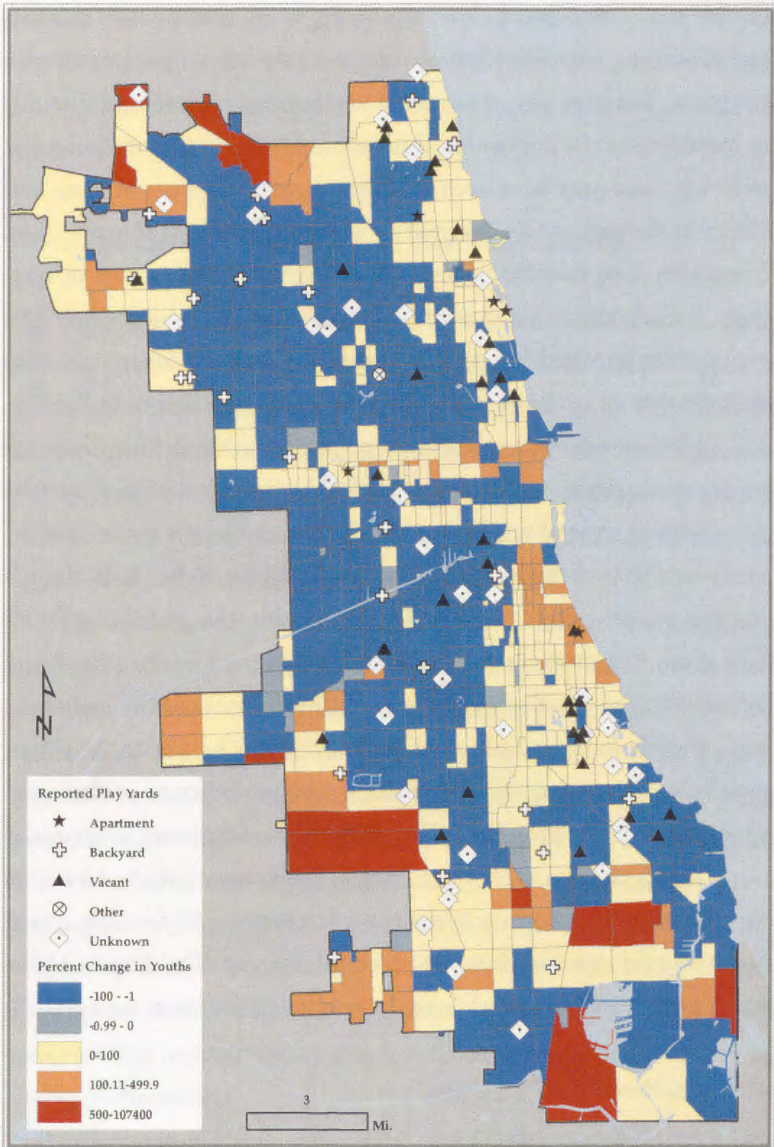 N
Reported Play Yards
Apartment
Backyard
Vacant
Other
Unknown
Percent Change in Youths
-100 - -1
-0.99 - 0
0-100
100.11-499.9
500-107400
3
Mi.